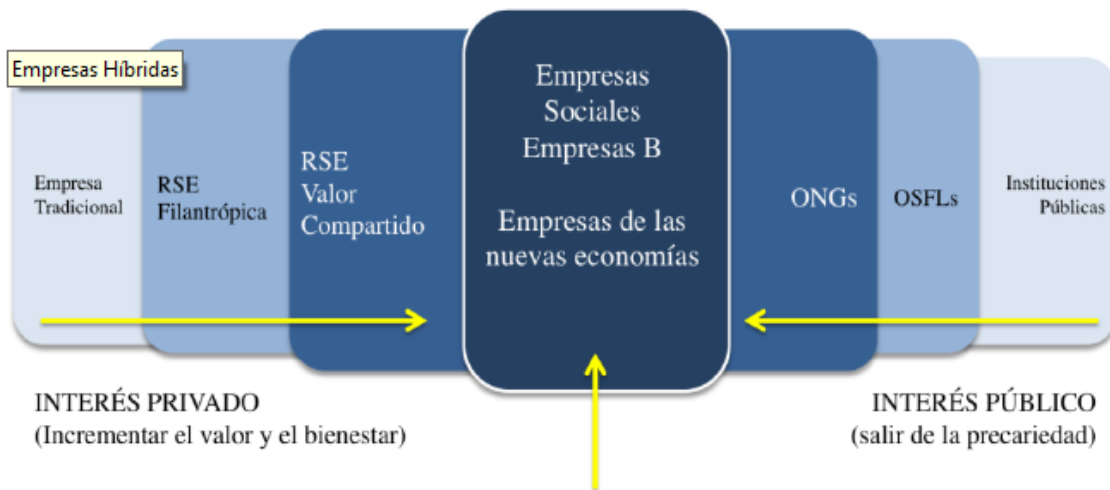 Empresas Híbridas
Empresa
Tradicional
RSE
Filantrópica
RSE
Valor
Compartido
Empresas
Sociales
Empresas B
Empresas de las
nuevas economías
ONGs
OSFLs
Instituciones
Públicas
INTERÉS PRIVADO
(Incrementar el valor y el bienestar)
INTERÉS PÚBLICO
(salir de la precariedad)